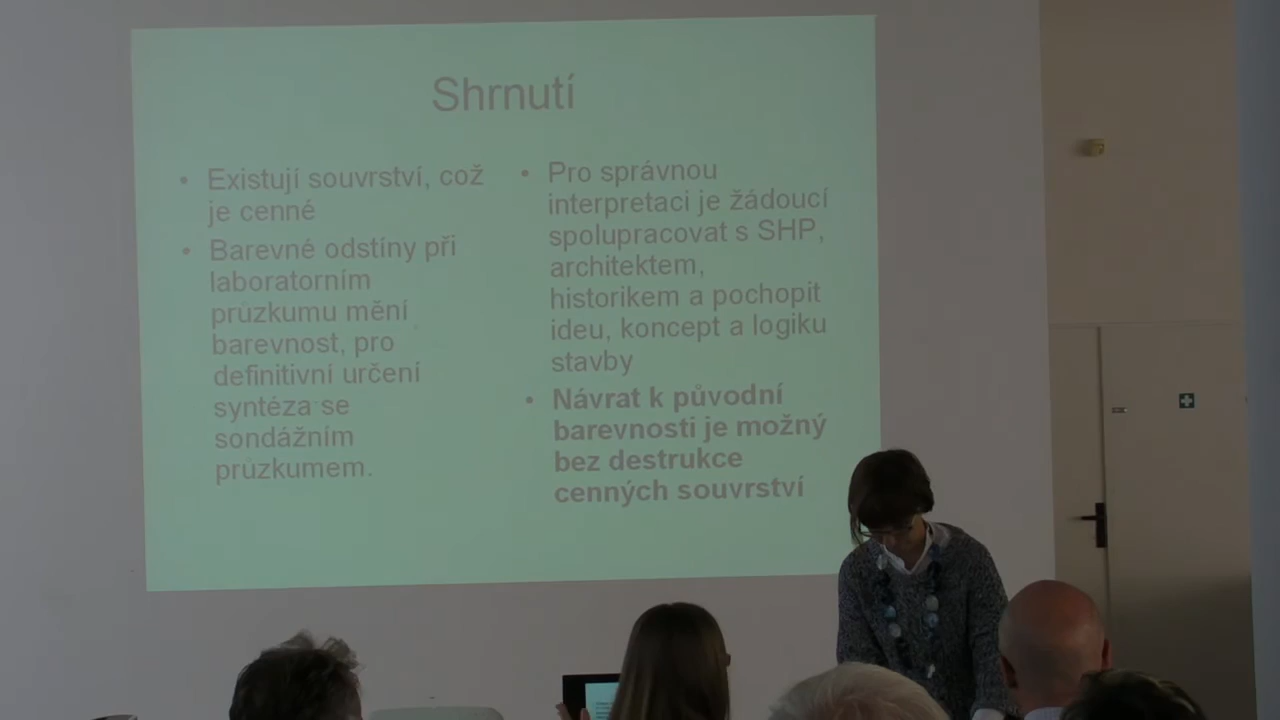 Shrnutí
• Existují souvrství, což
je cenné
• Barevné odstíny při
laboratorním
průzkumu mění
barevnost, pro
definitivní určení
syntéza se
sondážním
průzkumem.
• Pro správnou
interpretaci je žádoucí
spolupracovat s SHP,
architektem,
historikem a pochopit
ideu, koncept a logiku
stavby
• Návrat k původní
barevnosti je možný
bez destrukce
cenných souvrství